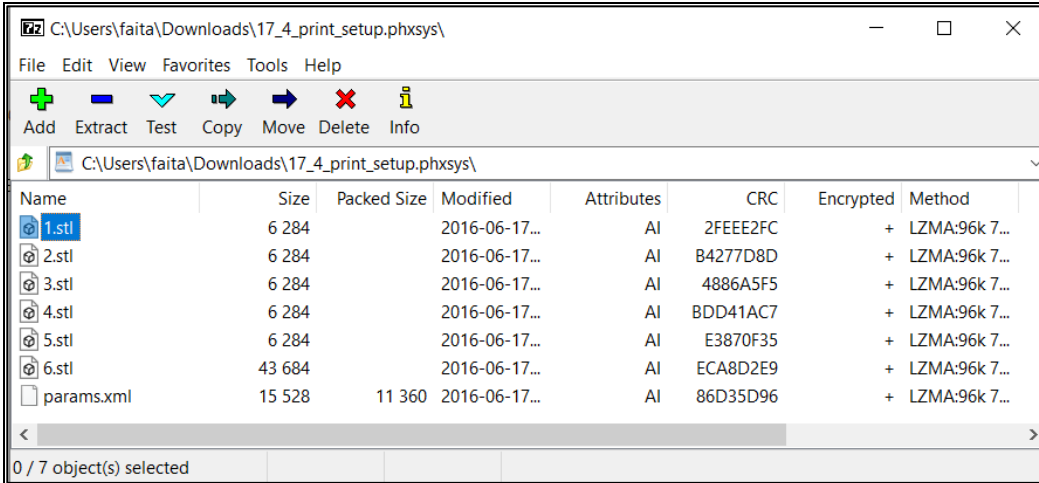 C:\Users\faita\Downloads\17_4_print_setup.phxsys\
File Edit View Favorites Tools Help
Add Extract Test Copy Move Delete Info
C:\Users\faita\Downloads\17_4_print_setup.phxsys\
Name Size Packed Size Modified Attributes CRC Encrypted Method
1.stl 6 284 2016-06-17... AI 2FEEE2FC + LZMA:96k 7...
2.stl 6 284 2016-06-17... AI B4277D8D + LZMA:96k 7...
3.stl 6 284 2016-06-17... AI 4886A5F5 + LZMA:96k 7...
4.stl 6 284 2016-06-17... AI BDD41AC7 + LZMA:96k 7...
5.stl 6 284 2016-06-17... AI E3870F35 + LZMA:96k 7...
6.stl 43 684 2016-06-17... AI ECA8D2E9 + LZMA:96k 7...
params.xml 15 528 11 360 2016-06-17... AI 86D35D96 + LZMA:96k 7...
0 / 7 object(s) selected